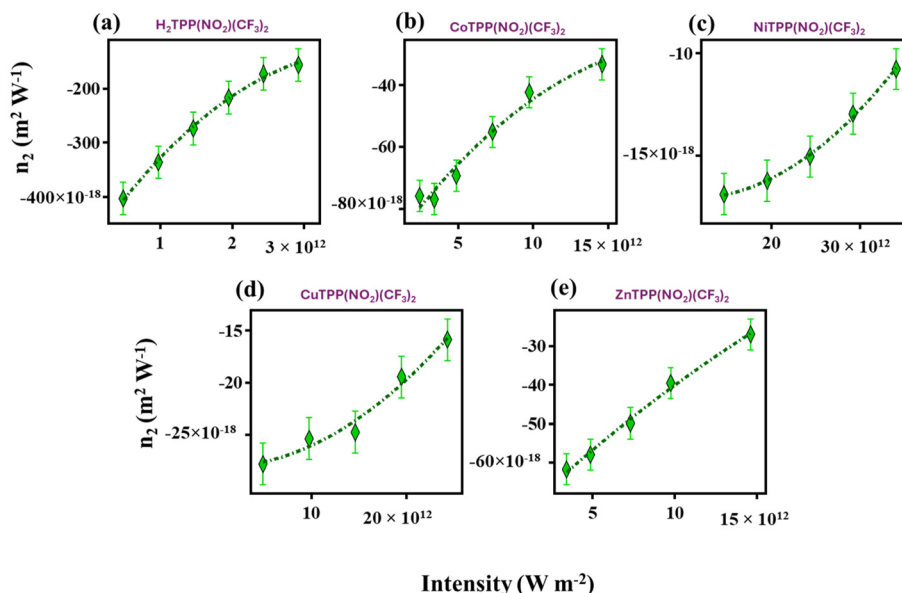 (a)
H₂TPP(NO₂)(CF₃)₂
(b)
CoTPP(NO₂)(CF₃)₂
(c)
NiTPP(NO₂)(CF₃)₂
n₂ (m² W⁻¹)
-200
-300
-400×10⁻¹⁸
1
2
3 × 10¹²
-40
-60
-80×10⁻¹⁸
5
10
15 × 10¹²
-10
-15×10⁻¹⁸
20
30 × 10¹²
(d)
CuTPP(NO₂)(CF₃)₂
(e)
ZnTPP(NO₂)(CF₃)₂
n₂ (m² W⁻¹)
-15
-20
-25×10⁻¹⁸
10
20 × 10¹²
-30
-40
-50
-60×10⁻¹⁸
5
10
15 × 10¹²
Intensity (W m⁻²)